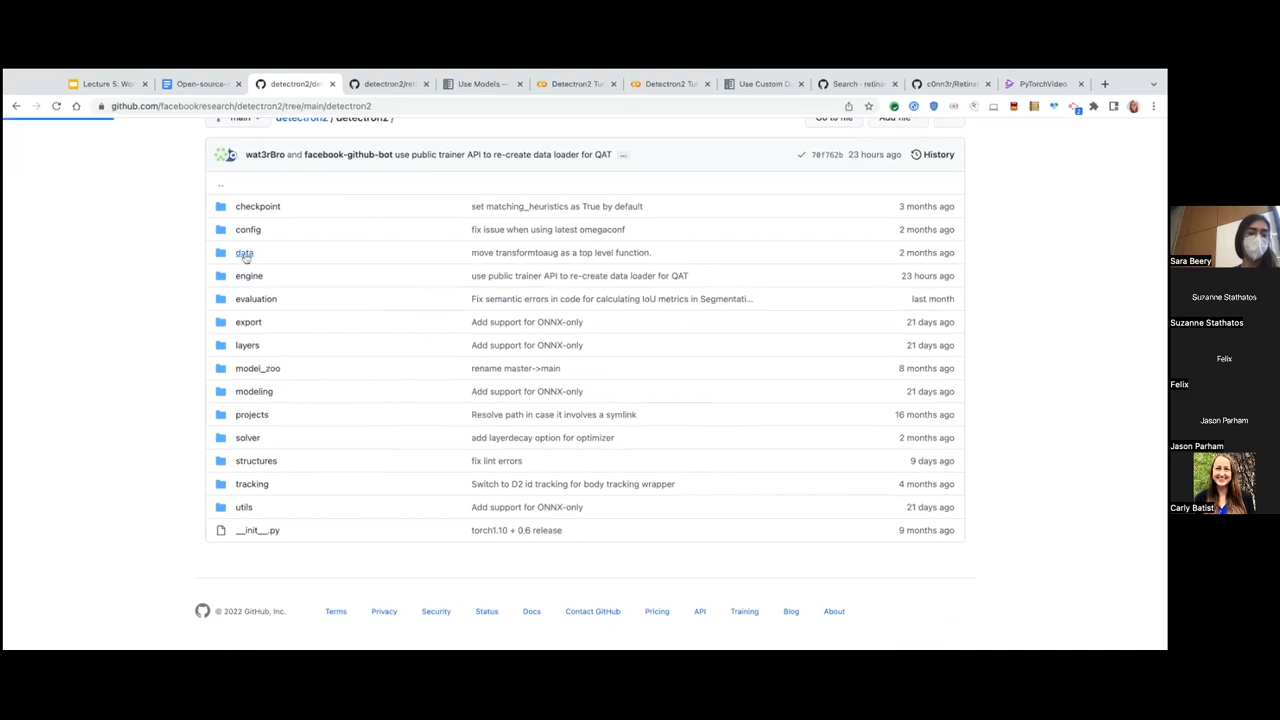 Lecture 5: Wor
Open-source-
detectron2/de
detectron2/ret
Use Models —
Detectron2 Tu
Detectron2 Tu
Use Custom D
Search · retina
c0nn3r/Retinal
PyTorchVideo
github.com/facebookresearch/detectron2/tree/main/detectron2
main
detectron2 / detectron2 /
Go to file
Add file
wat3rBro and facebook-github-bot use public trainer API to re-create data loader for QAT ...
70f762b 23 hours ago
History
..
checkpoint set matching_heuristics as True by default 3 months ago
config fix issue when using latest omegaconf 2 months ago
data move transformtoaug as a top level function. 2 months ago
engine use public trainer API to re-create data loader for QAT 23 hours ago
evaluation Fix semantic errors in code for calculating IoU metrics in Segmentati... last month
export Add support for ONNX-only 21 days ago
layers Add support for ONNX-only 21 days ago
model_zoo rename master->main 8 months ago
modeling Add support for ONNX-only 21 days ago
projects Resolve path in case it involves a symlink 16 months ago
solver add layerdecay option for optimizer 2 months ago
structures fix lint errors 9 days ago
tracking Switch to D2 id tracking for body tracking wrapper 4 months ago
utils Add support for ONNX-only 21 days ago
__init__.py torch1.10 + 0.6 release 9 months ago
© 2022 GitHub, Inc. Terms Privacy Security Status Docs Contact GitHub Pricing API Training Blog About
Sara Beery
Suzanne Stathatos
Suzanne Stathatos
Felix
Felix
Jason Parham
Jason Parham
Carly Batist